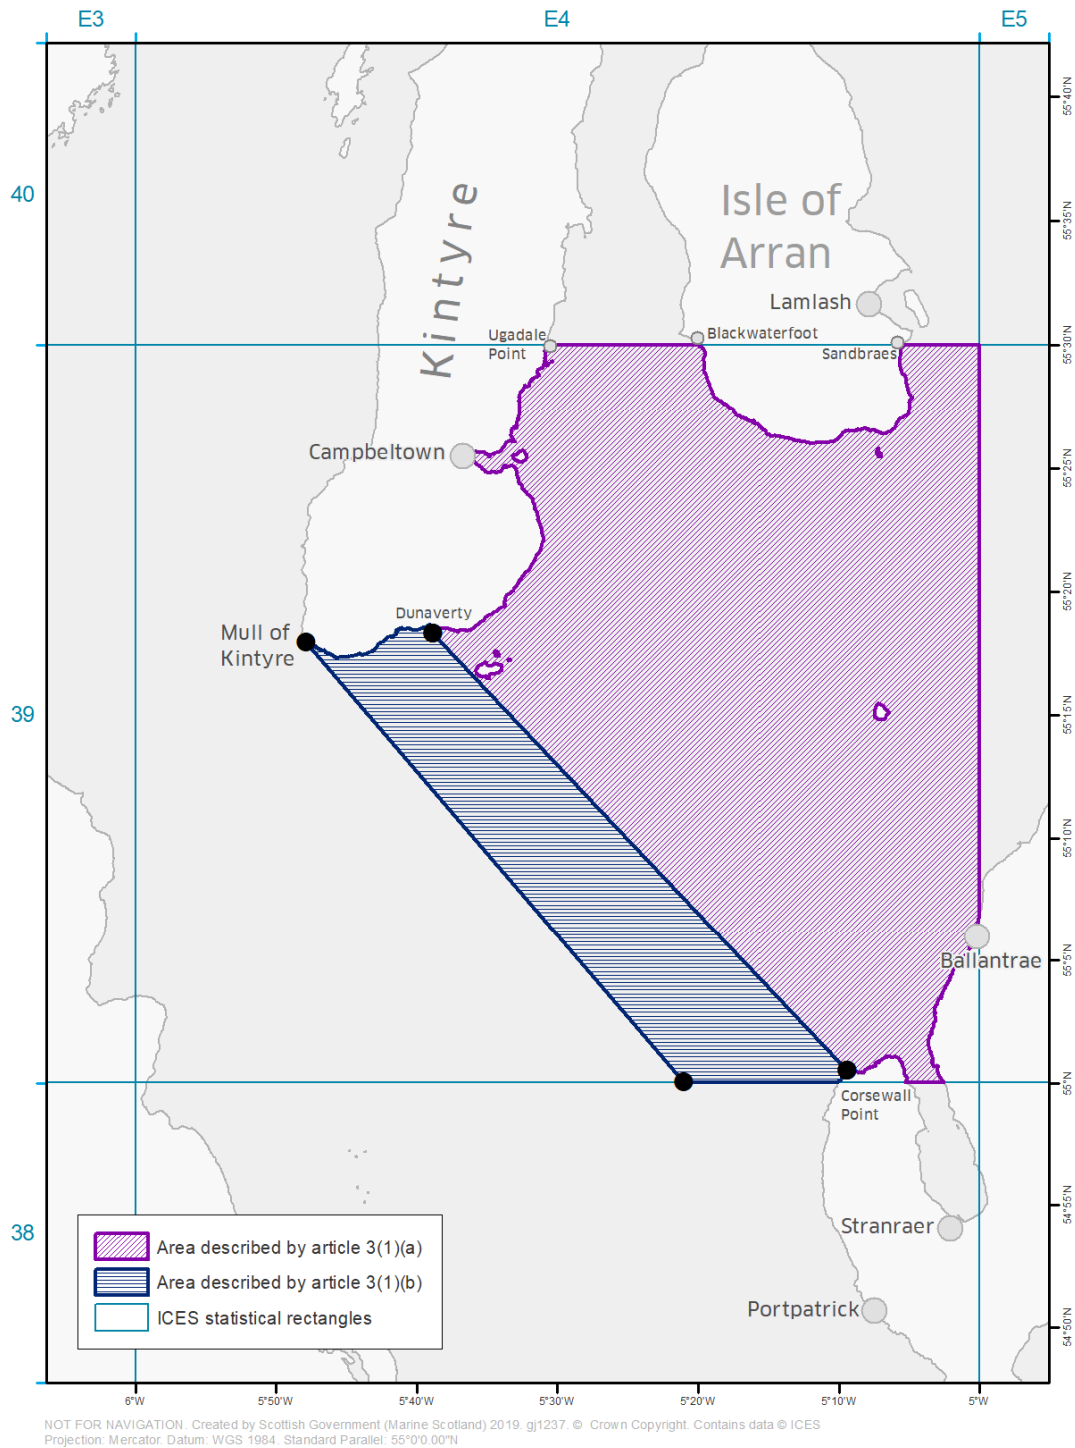 E3
E4
E5
55°40'N
40
Kintyre
Isle of
Arran
55°35'N
Lamlash
Ugadale
Point
Blackwaterfoot
Sandbraes
55°30'N
Campbeltown
55°25'N
55°20'N
Dunaverty
Mull of
Kintyre
39
55°15'N
55°10'N
Ballantrae
55°5'N
55°N
Corsewall
Point
54°55'N
38
Stranraer
Area described by article 3(1)(a)
Area described by article 3(1)(b)
ICES statistical rectangles
Portpatrick
54°50'N
6°W
5°50'W
5°40'W
5°30'W
5°20'W
5°10'W
5°W
NOT FOR NAVIGATION. Created by Scottish Government (Marine Scotland) 2019. gj1237. © Crown Copyright. Contains data © ICES
Projection: Mercator. Datum: WGS 1984. Standard Parallel: 55°0'0.00"N